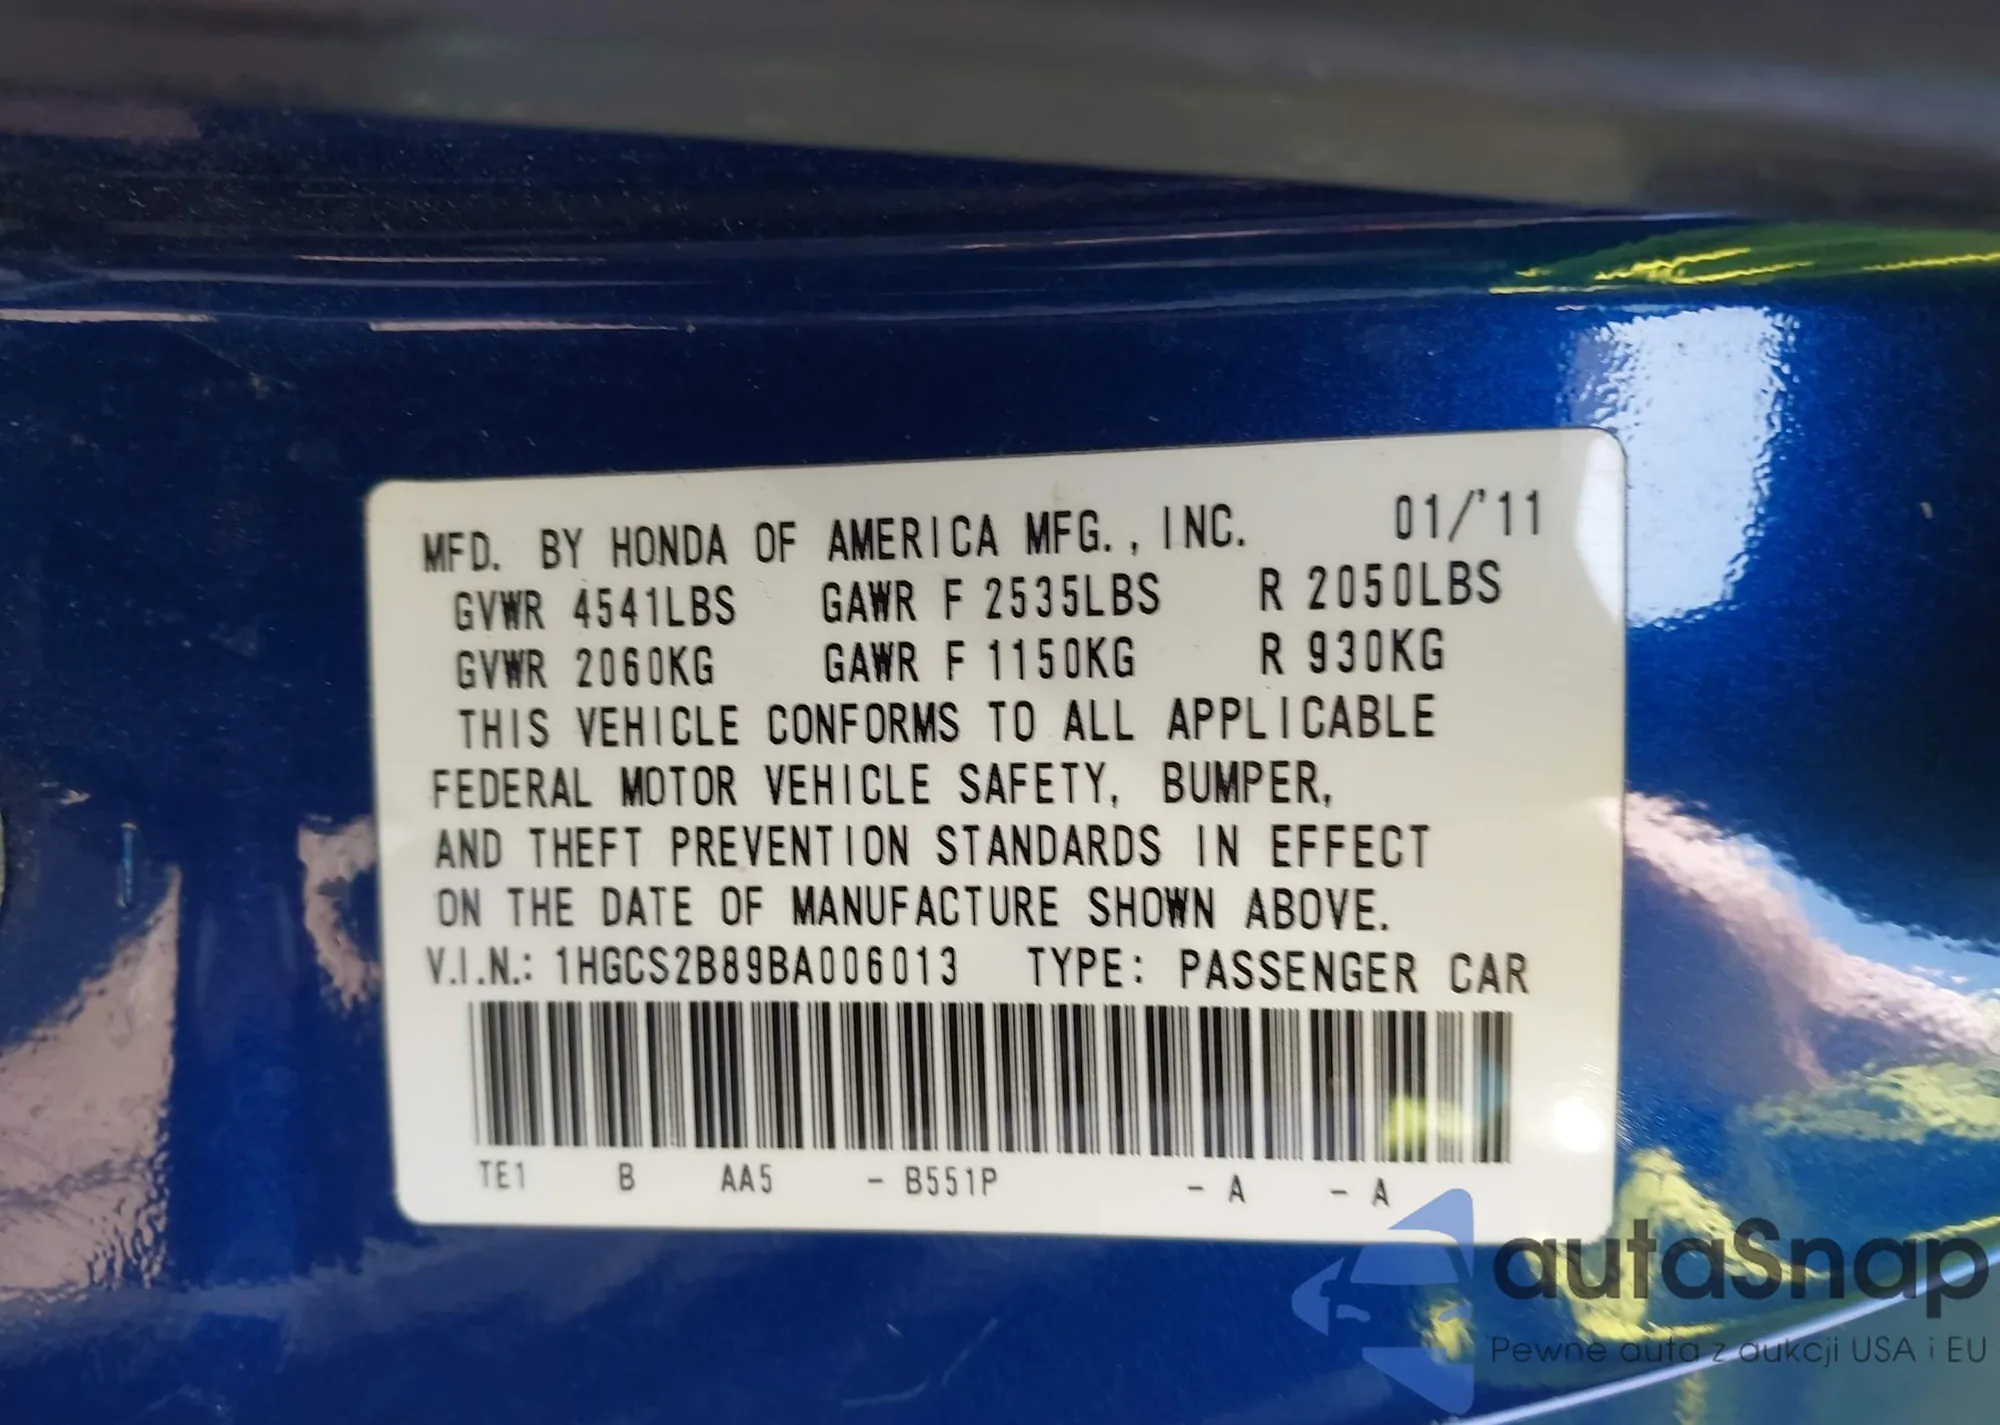 MFD. BY HONDA OF AMERICA MFG., INC. 01/'11
GVWR 4541LBS GAWR F 2535LBS R 2050LBS
GVWR 2060KG GAWR F 1150KG R 930KG
THIS VEHICLE CONFORMS TO ALL APPLICABLE
FEDERAL MOTOR VEHICLE SAFETY, BUMPER,
AND THEFT PREVENTION STANDARDS IN EFFECT
ON THE DATE OF MANUFACTURE SHOWN ABOVE.
V.I.N.: 1HGCS2B89BA006013 TYPE: PASSENGER CAR
TE1 B AA5 - B551P - A - A
autaSnap
Pewne auta z aukcji USA i EU